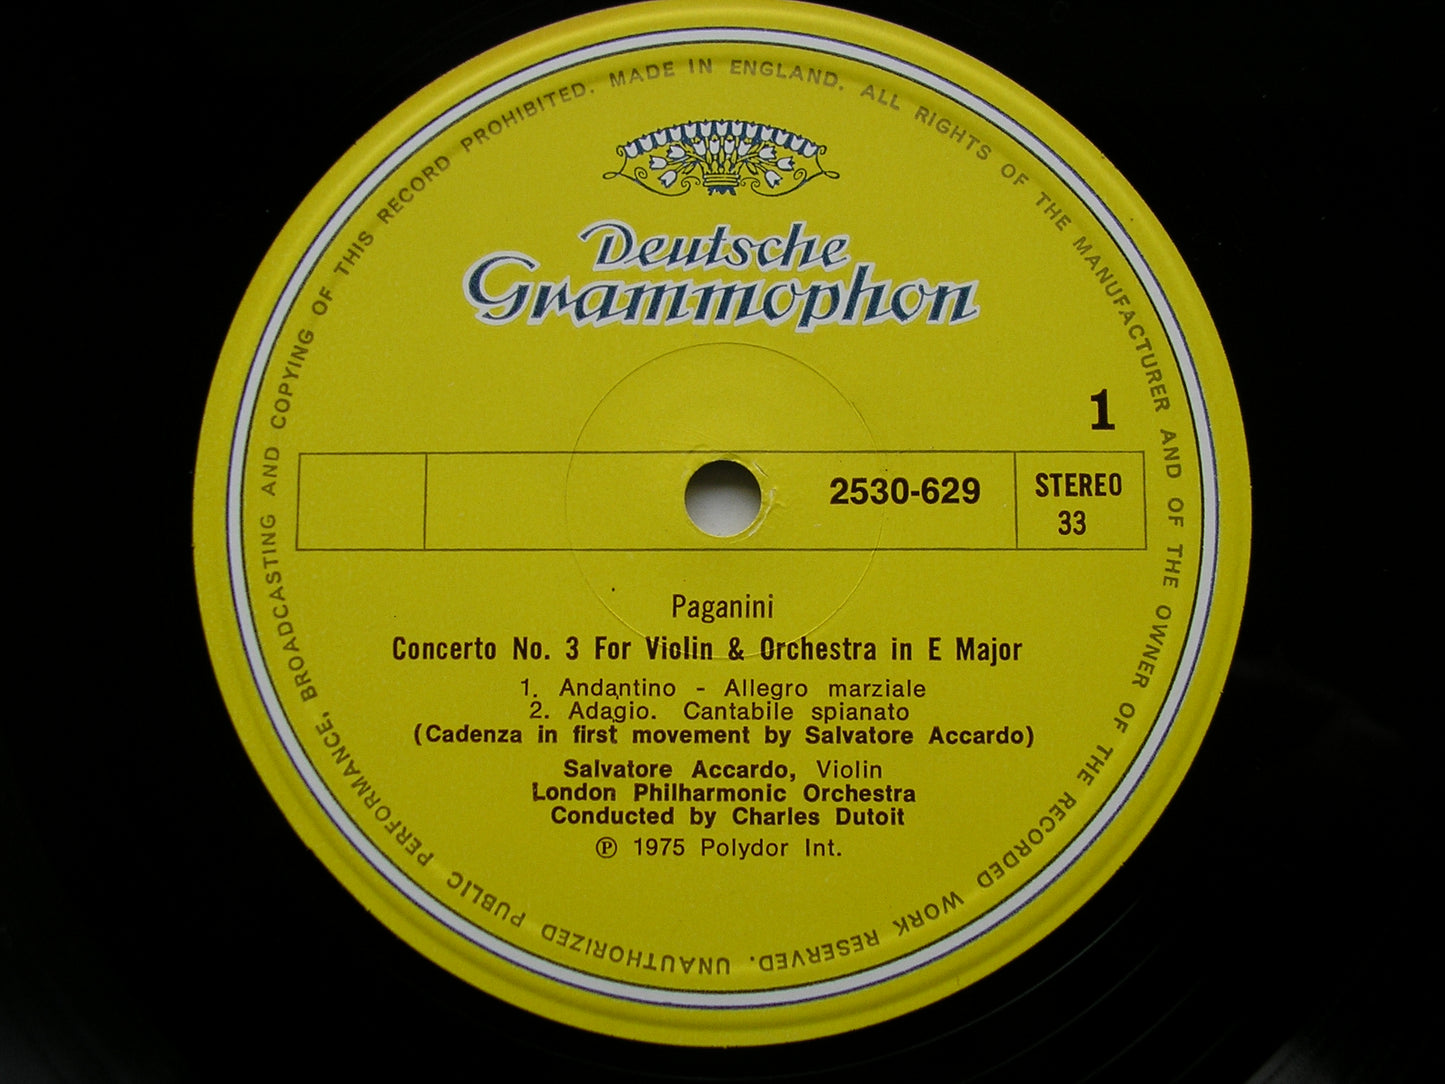 MADE IN ENGLAND. ALL RIGHTS OF THE MANUFACTURER AND OF THE OWNER OF THE RECORDED WORK RESERVED. UNAUTHORIZED PUBLIC PERFORMANCE, BROADCASTING AND COPYING OF THIS RECORD PROHIBITED.
Deutsche
Grammophon
1
2530-629
STEREO
33
Paganini
Concerto No. 3 For Violin & Orchestra in E Major
1. Andantino - Allegro marziale
2. Adagio. Cantabile spianato
(Cadenza in first movement by Salvatore Accardo)
Salvatore Accardo, Violin
London Philharmonic Orchestra
Conducted by Charles Dutoit
℗ 1975 Polydor Int.